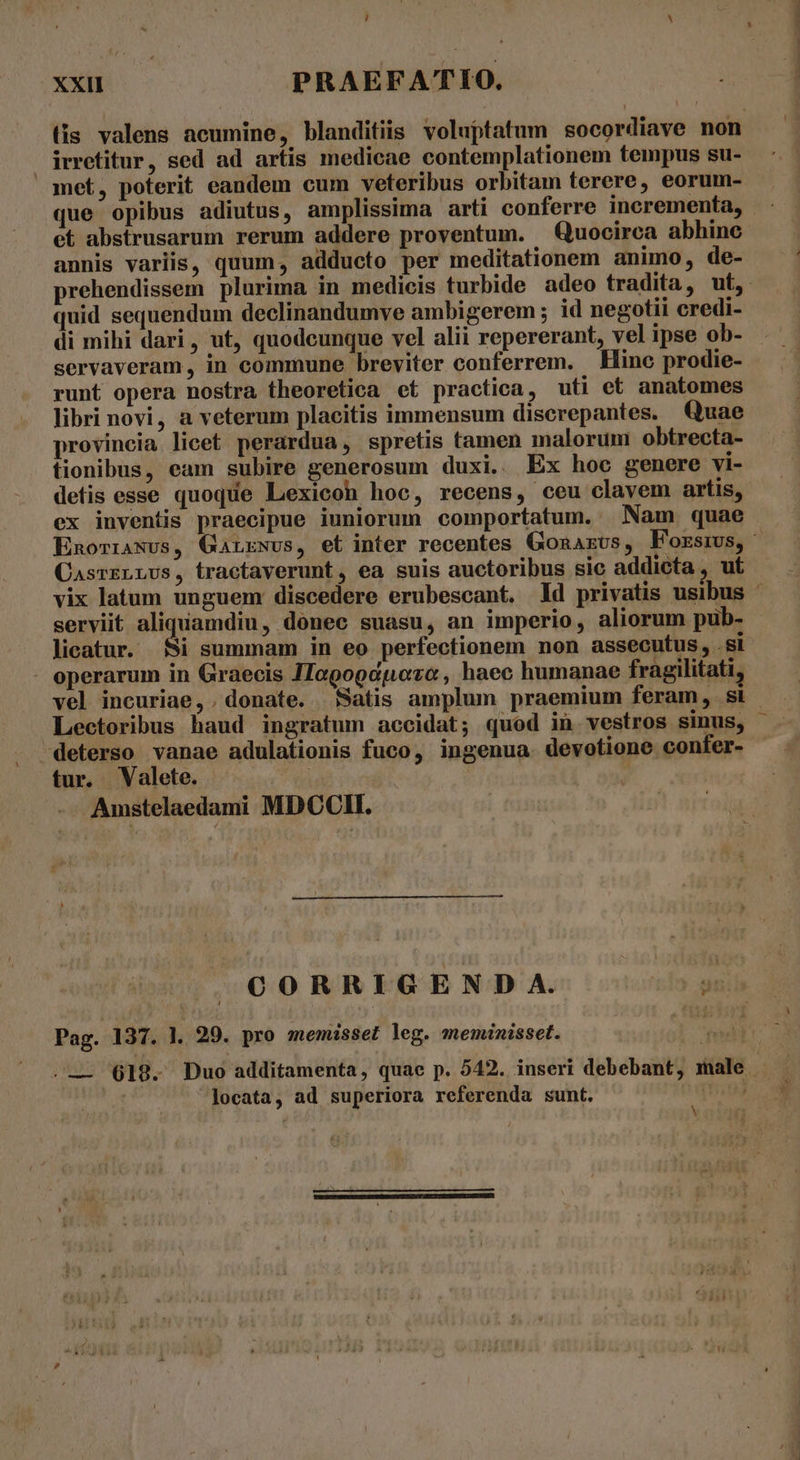 XXII PRAEFATIO.
tis valens acumine, blanditiis voluptatum socordiave non
irretitur, sed ad artis medicae contemplationem tempus su-
met, poterit eandem cum veteribus orbitam terere, eorum-
que opibus adiutus, amplissima arti conferre incrementa,
et abstrusarum rerum addere proventum. Quocirca abhinc
annis variis, quum, adducto per meditationem animo, de-
prehendissem plurima in medicis turbide adeo tradita, ut,
quid sequendum declinandumve ambigerem; id negotii credi-
di mihi dari, ut, quodcunque vel alii repererant, vel ipse ob-
servaveram, in commune breviter conferrem. Hinc prodie-
runt opera nostra theoretica et practica, uti et anatomes
libri novi, a veterum placitis immensum discrepantes. Quae
provincia licet perardua, spretis tamen malorum obtrecta-
tionibus, eam subire generosum duxi. Ex hoc genere vi-
detis esse quoque Lexicon hoc, recens, ceu clavem artis,
ex inventis praecipue iuniorum comportatum. Nam quae
EROTIANUS, GALENUS, et inter recentes GORAEUS, FOESIUS,
CASTELLUS, tractaverunt, ea suis auctoribus sic addicta, ut
vix latum unguem discedere erubescant. Id privatis usibus
serviit aliquamdiu, donec suasu, an imperio, aliorum pub-
licatur. Si summam in eo perfectionem non assecutus, si
operarum in Graecis Παροράματα, haec humanae fragilitati,
vel incuriae, donate. Satis amplum praemium feram, si
Lectoribus haud ingratum accidat; quod in vestros sinus,
deterso vanae adulationis fuco, ingenua devotione confer-
tur. Valete.
Amstelaedami MDCCII.
CORRIGENDA.
Pag. 137. l. 29. pro memisset leg. meminisset.
— 618. Duo additamenta, quae p. 542. inseri debebant, male
locata, ad superiora referenda sunt.